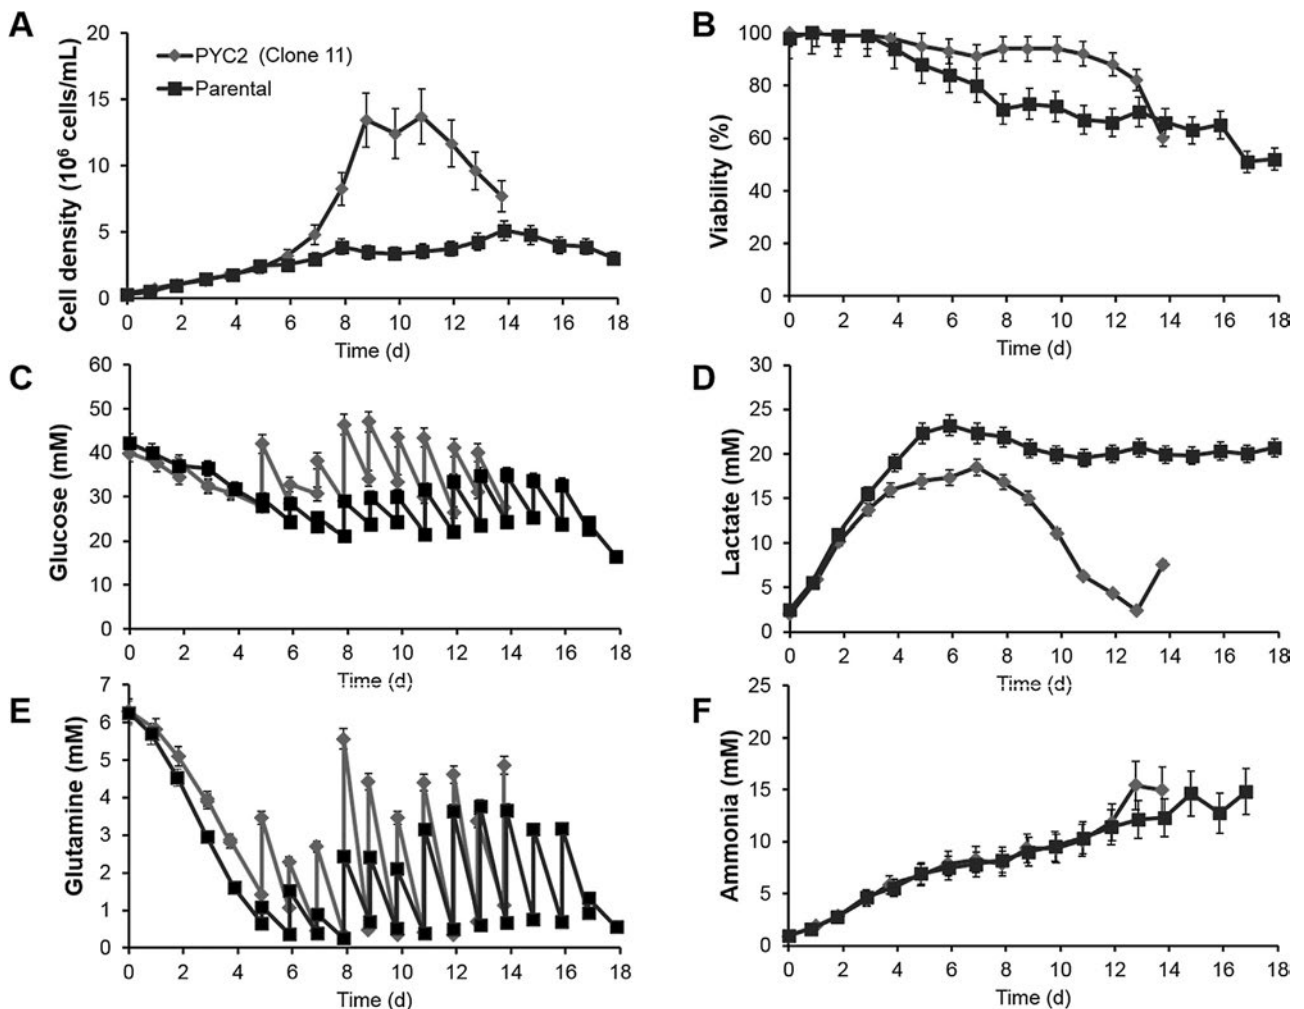 A
Cell density (10⁶ cells/mL)
20
15
10
5
0
PYC2 (Clone 11)
Parental
0 2 4 6 8 10 12 14 16 18
Time (d)
B
Viability (%)
100
80
60
40
20
0
0 2 4 6 8 10 12 14 16 18
Time (d)
C
Glucose (mM)
60
50
40
30
20
10
0
0 2 4 6 8 10 12 14 16 18
Time (d)
D
Lactate (mM)
30
25
20
15
10
5
0
0 2 4 6 8 10 12 14 16 18
Time (d)
E
Glutamine (mM)
7
6
5
4
3
2
1
0
0 2 4 6 8 10 12 14 16 18
Time (d)
F
Ammonia (mM)
25
20
15
10
5
0
0 2 4 6 8 10 12 14 16 18
Time (d)